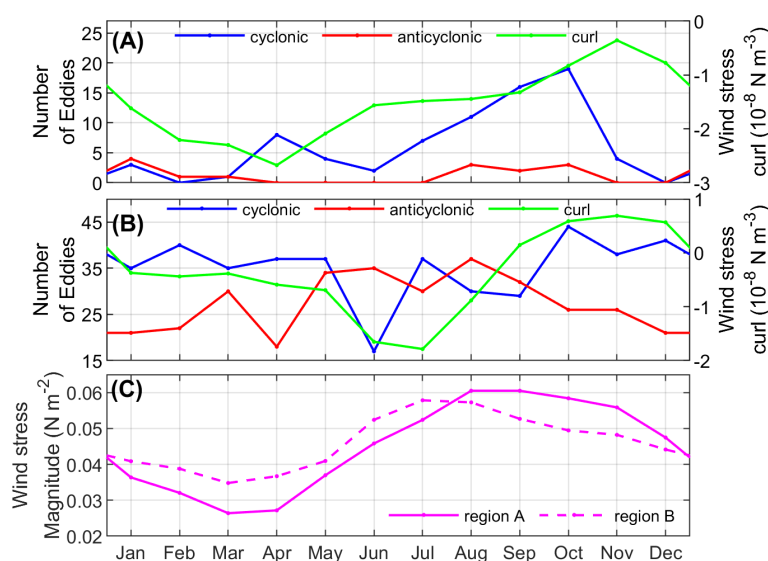 (A)
cyclonic anticyclonic curl
25
20
15
10
5
0
Number
of Eddies
0
-1
-2
-3
Wind stress
curl (10-8 N m-3)
(B)
cyclonic anticyclonic curl
45
35
25
15
Number
of Eddies
1
0
-1
-2
Wind stress
curl (10-8 N m-3)
(C)
0.06
0.05
0.04
0.03
0.02
Wind stress
Magnitude (N m-2)
region A region B
Jan Feb Mar Apr May Jun Jul Aug Sep Oct Nov Dec